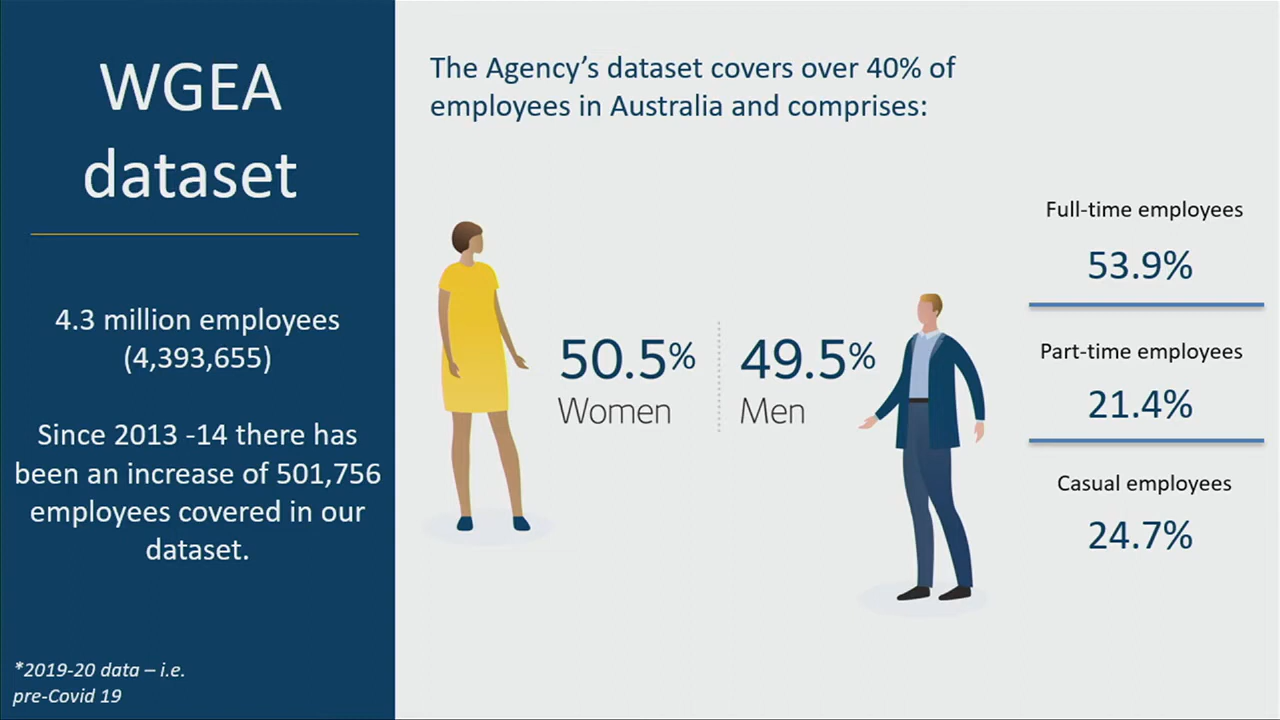 WGEA
dataset
4.3 million employees
(4,393,655)
Since 2013 -14 there has
been an increase of 501,756
employees covered in our
dataset.
*2019-20 data – i.e.
pre-Covid 19
The Agency's dataset covers over 40% of
employees in Australia and comprises:
50.5%
Women
49.5%
Men
Full-time employees
53.9%
Part-time employees
21.4%
Casual employees
24.7%